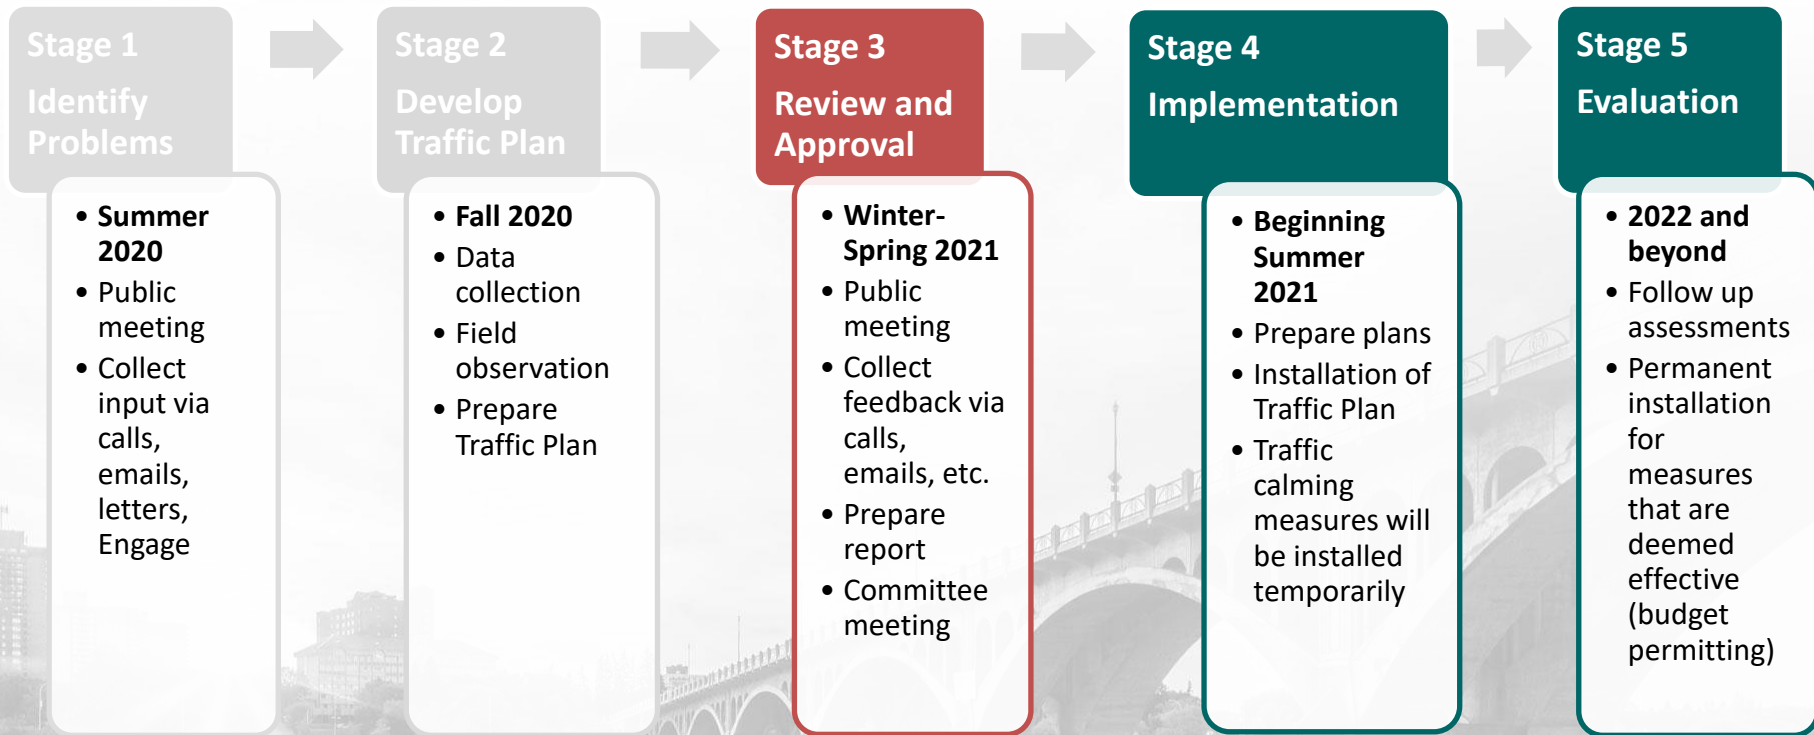 Stage 1
Identify
Problems
• Summer
2020
• Public
meeting
• Collect
input via
calls,
emails,
letters,
Engage
Stage 2
Develop
Traffic Plan
• Fall 2020
• Data
collection
• Field
observation
• Prepare
Traffic Plan
Stage 3
Review and
Approval
• Winter-
Spring 2021
• Public
meeting
• Collect
feedback via
calls,
emails, etc.
• Prepare
report
• Committee
meeting
Stage 4
Implementation
• Beginning
Summer
2021
• Prepare plans
• Installation of
Traffic Plan
• Traffic
calming
measures will
be installed
temporarily
Stage 5
Evaluation
• 2022 and
beyond
• Follow up
assessments
• Permanent
installation
for
measures
that are
deemed
effective
(budget
permitting)